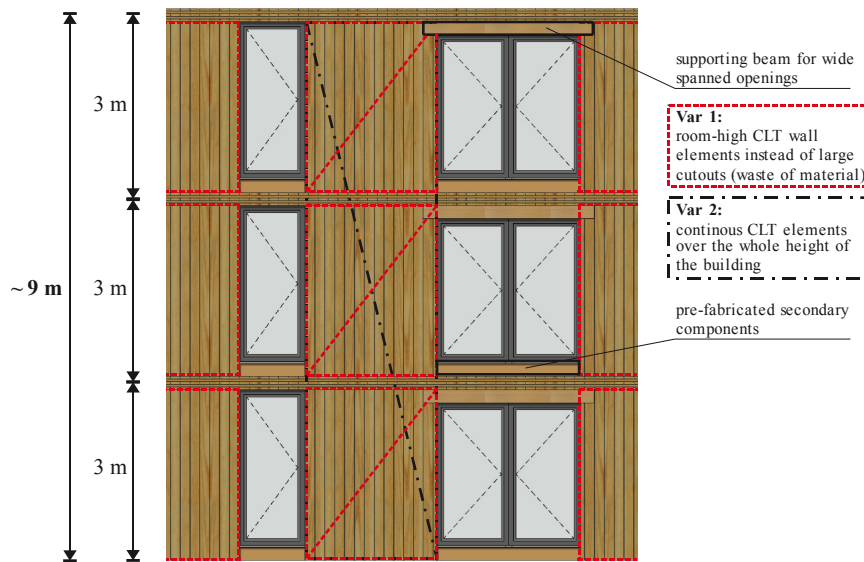 ~ 9 m
3 m
3 m
3 m
supporting beam for wide
spanned openings
Var 1:
room-high CLT wall
elements instead of large
cutouts (waste of material)
Var 2:
continous CLT elements
over the whole height of
the building
pre-fabricated secondary
components